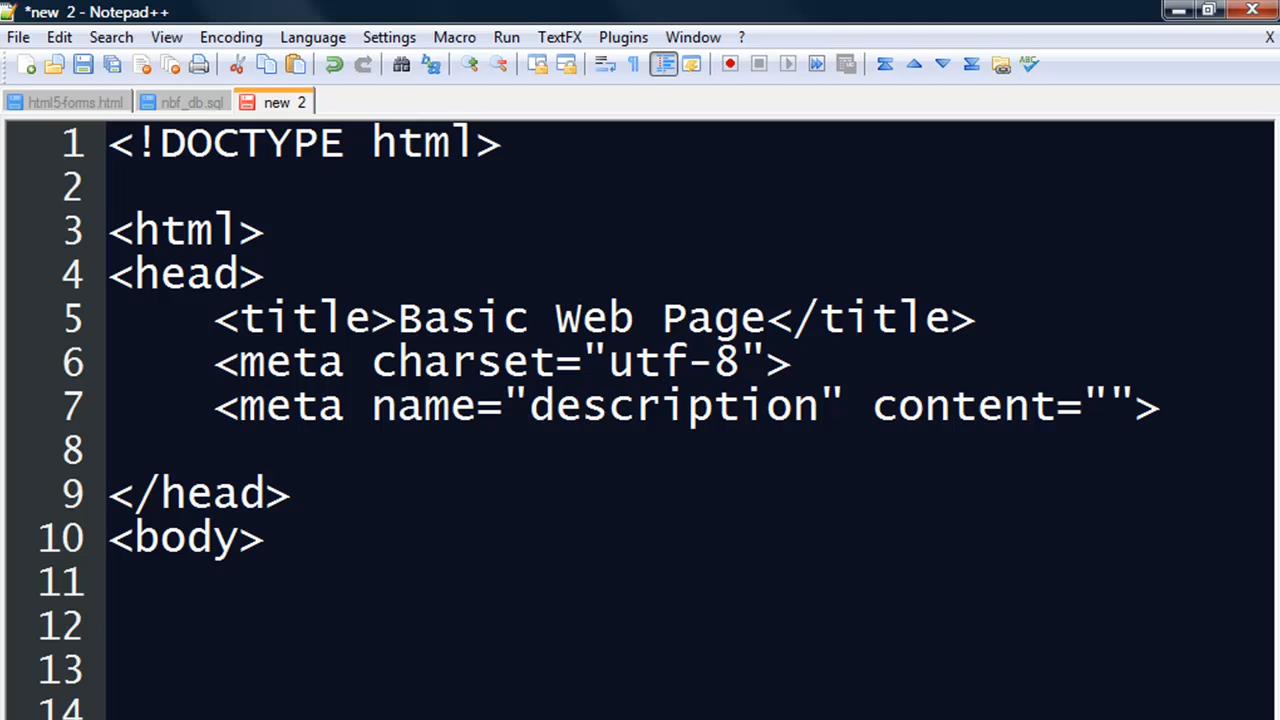 *new  2 - Notepad++
File Edit Search View Encoding Language Settings Macro Run TextFX Plugins Window ? X
html5-forms.html nbf_db.sql new 2
1 <!DOCTYPE html>
2
3 <html>
4 <head>
5     <title>Basic Web Page</title>
6     <meta charset="utf-8">
7     <meta name="description" content="">
8
9 </head>
10 <body>
11
12
13
14